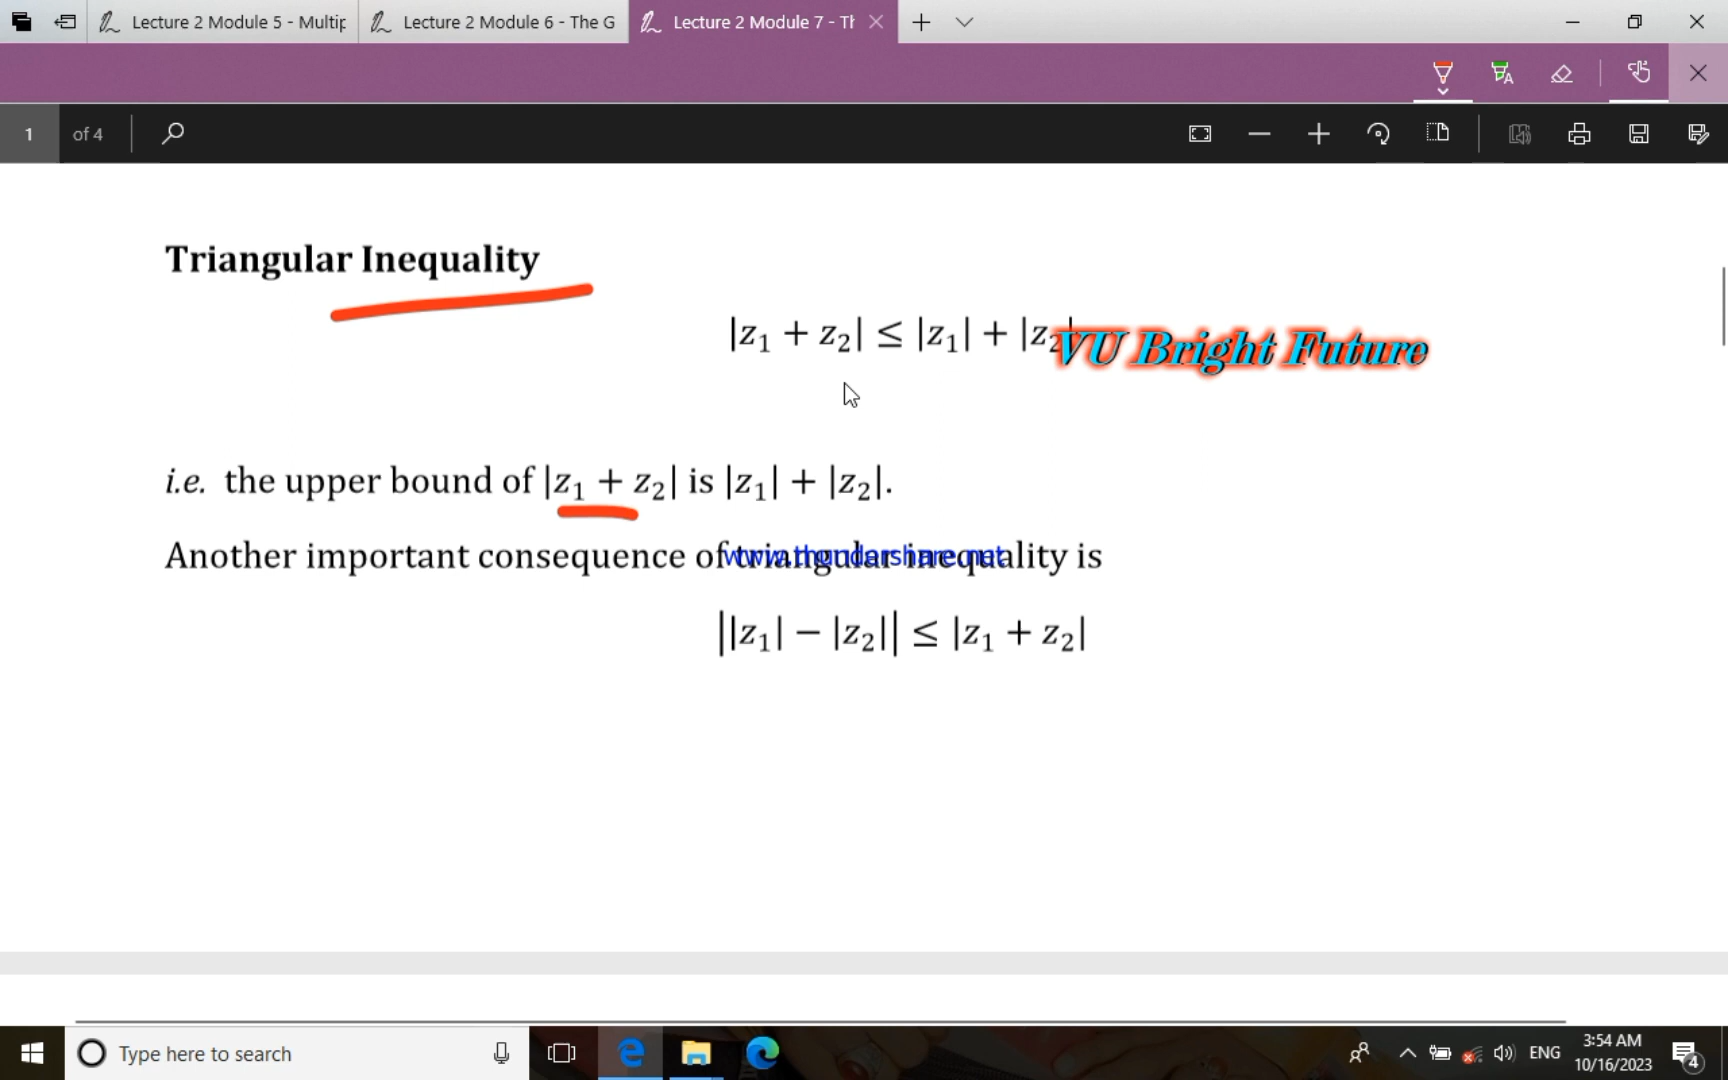 Lecture 2 Module 5 - Multip
Lecture 2 Module 6 - The G
Lecture 2 Module 7 - Th
1 of 4
Triangular Inequality
|z₁ + z₂| ≤ |z₁| + |z₂|
VU Bright Future
i.e. the upper bound of |z₁ + z₂| is |z₁| + |z₂|.
Another important consequence of triangular inequality is
www.thundershare.net
||z₁| − |z₂|| ≤ |z₁ + z₂|
Type here to search
ENG
3:54 AM
10/16/2023
4